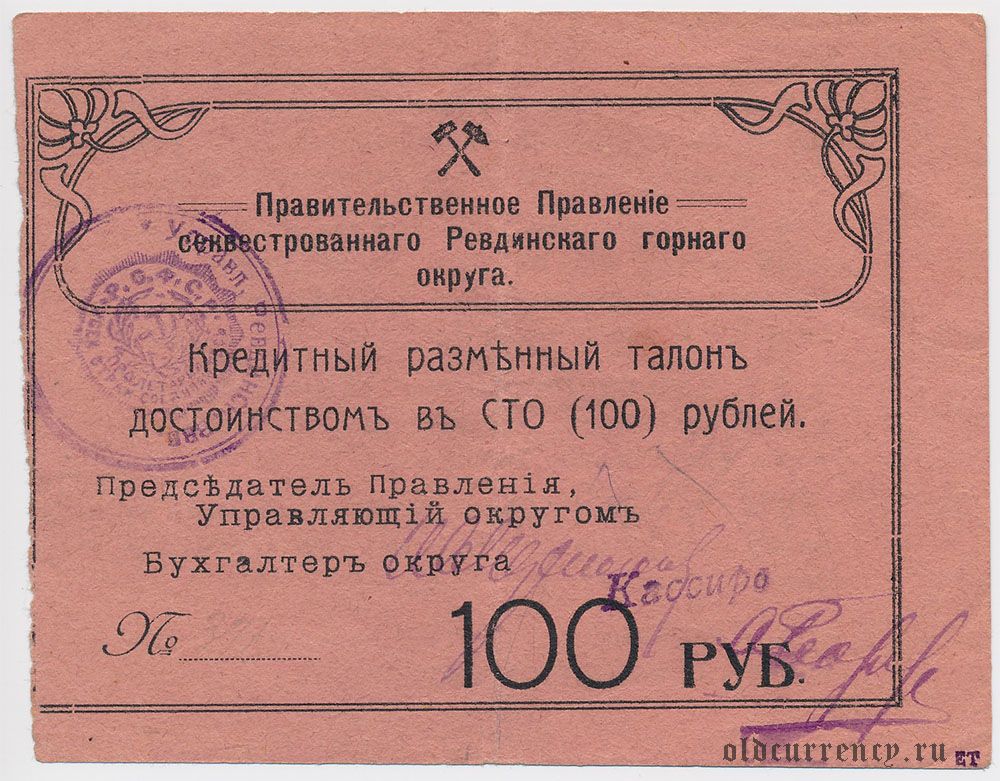 Правительственное Правленіе
секвестрованнаго Ревдинскаго горнаго
округа.
Р.С.Ф.С.Р.
Кредитный размѣнный талонъ
достоинствомъ въ СТО (100) рублей.
Предсѣдатель Правленія,
Управляющій округомъ
Бухгалтеръ округа
Кассиръ
№
100 РУБ.
oldcurrency.ru
ET